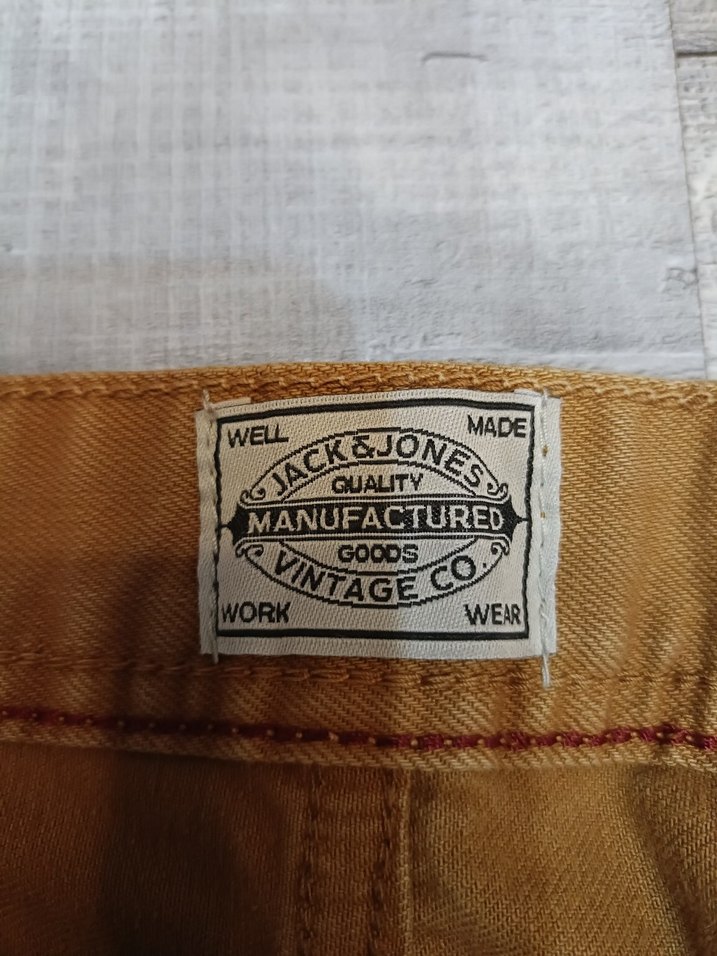 WELL MADE
JACK & JONES
QUALITY
MANUFACTURED
GOODS
VINTAGE CO.
WORK WEAR